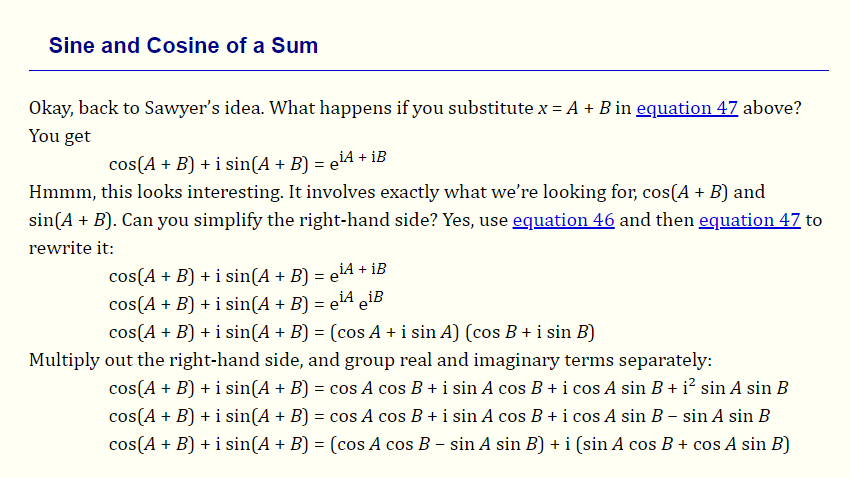 Sine and Cosine of a Sum
Okay, back to Sawyer’s idea. What happens if you substitute x = A + B in equation 47 above?
You get
cos(A + B) + i sin(A + B) = e^{iA + iB}
Hmmm, this looks interesting. It involves exactly what we’re looking for, cos(A + B) and
sin(A + B). Can you simplify the right-hand side? Yes, use equation 46 and then equation 47 to
rewrite it:
cos(A + B) + i sin(A + B) = e^{iA + iB}
cos(A + B) + i sin(A + B) = e^{iA} e^{iB}
cos(A + B) + i sin(A + B) = (cos A + i sin A) (cos B + i sin B)
Multiply out the right-hand side, and group real and imaginary terms separately:
cos(A + B) + i sin(A + B) = cos A cos B + i sin A cos B + i cos A sin B + i² sin A sin B
cos(A + B) + i sin(A + B) = cos A cos B + i sin A cos B + i cos A sin B − sin A sin B
cos(A + B) + i sin(A + B) = (cos A cos B − sin A sin B) + i (sin A cos B + cos A sin B)